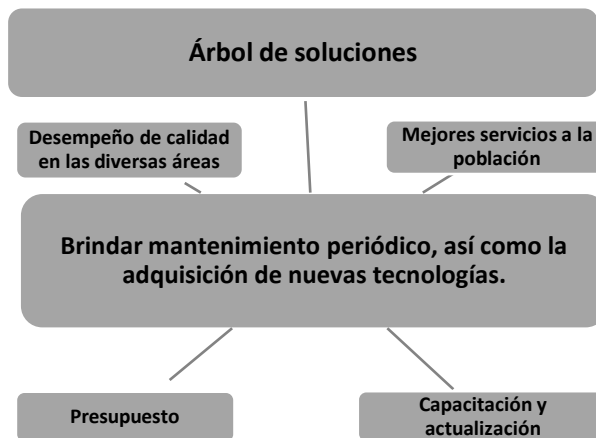 Árbol de soluciones
Desempeño de calidad
en las diversas áreas
Mejores servicios a la
población
Brindar mantenimiento periódico, así como la
adquisición de nuevas tecnologías.
Presupuesto
Capacitación y
actualización